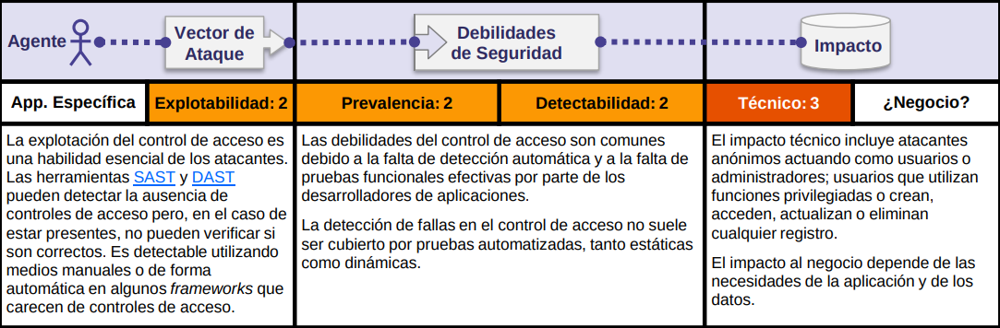 Agente
Vector de
Ataque
Debilidades
de Seguridad
Impacto
App. Específica
Explotabilidad: 2
Prevalencia: 2
Detectabilidad: 2
Técnico: 3
¿Negocio?
La explotación del control de acceso es
una habilidad esencial de los atacantes.
Las herramientas SAST y DAST
pueden detectar la ausencia de
controles de acceso pero, en el caso de
estar presentes, no pueden verificar si
son correctos. Es detectable utilizando
medios manuales o de forma
automática en algunos frameworks que
carecen de controles de acceso.
Las debilidades del control de acceso son comunes
debido a la falta de detección automática y a la falta de
pruebas funcionales efectivas por parte de los
desarrolladores de aplicaciones.
La detección de fallas en el control de acceso no suele
ser cubierto por pruebas automatizadas, tanto estáticas
como dinámicas.
El impacto técnico incluye atacantes
anónimos actuando como usuarios o
administradores; usuarios que utilizan
funciones privilegiadas o crean,
acceden, actualizan o eliminan
cualquier registro.
El impacto al negocio depende de las
necesidades de la aplicación y de los
datos.